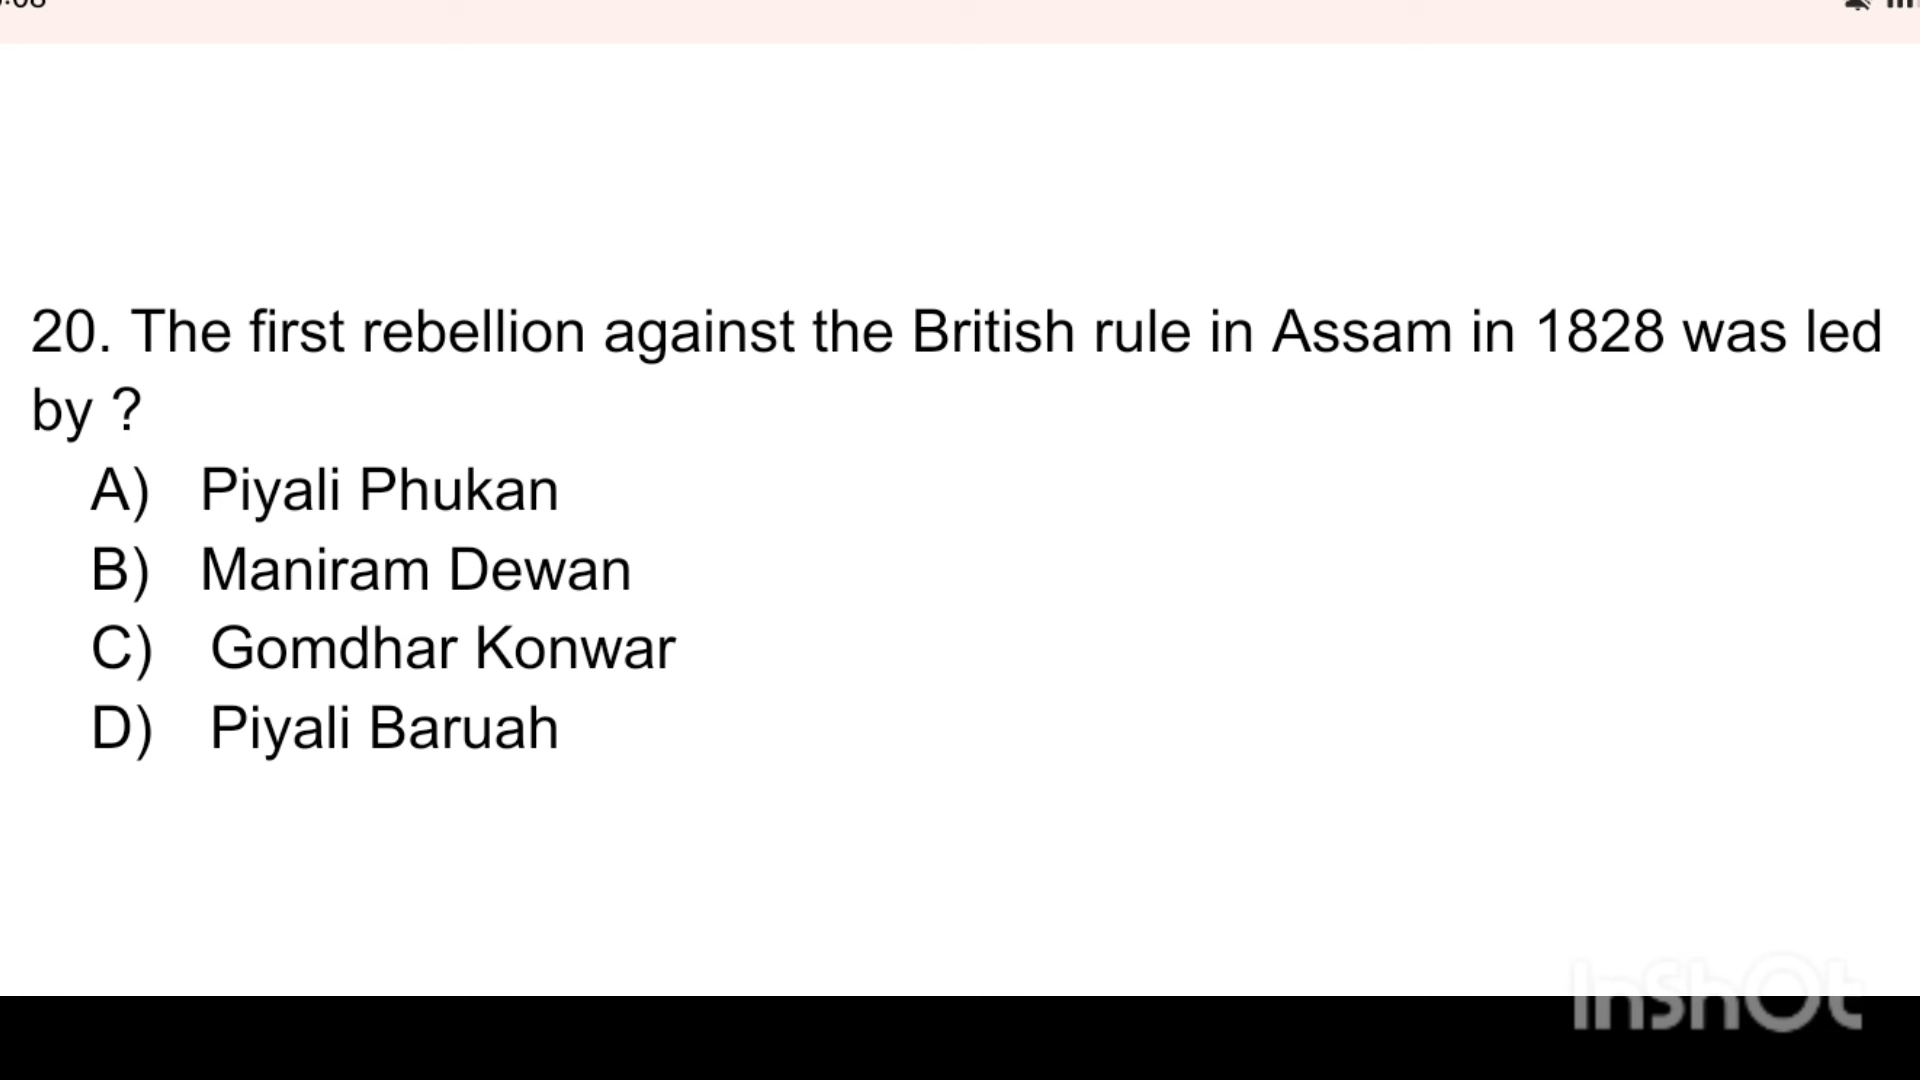 20. The first rebellion against the British rule in Assam in 1828 was led
by ?
A) Piyali Phukan
B) Maniram Dewan
C) Gomdhar Konwar
D) Piyali Baruah
InShOt